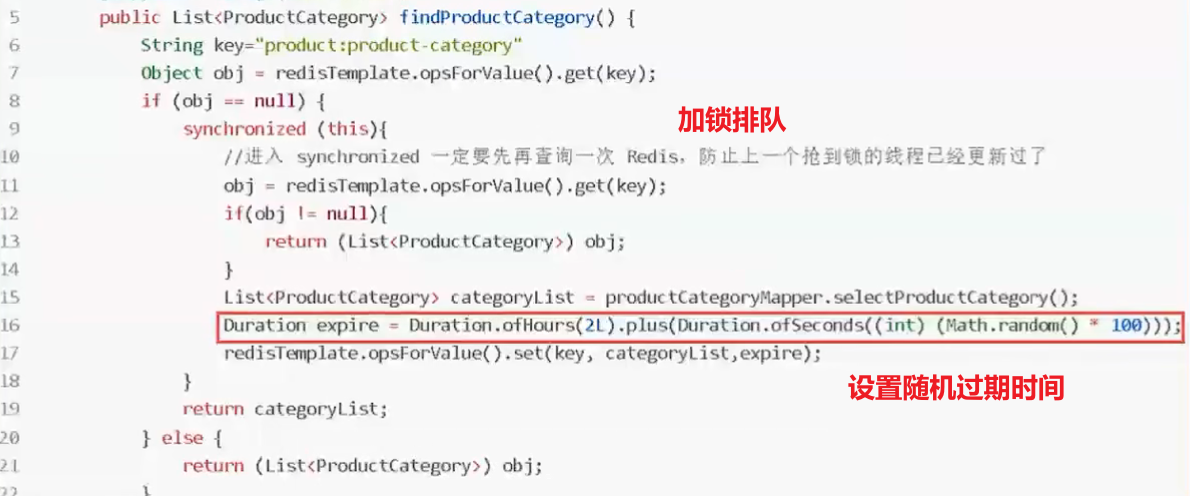 5 public List<ProductCategory> findProductCategory() {
6 String key="product:product-category"
7 Object obj = redisTemplate.opsForValue().get(key);
8 if (obj == null) {
9 synchronized (this){
加锁排队
10 //进入 synchronized 一定要先再查询一次 Redis，防止上一个抢到锁的线程已经更新过了
11 obj = redisTemplate.opsForValue().get(key);
12 if(obj != null){
13 return (List<ProductCategory>) obj;
14 }
15 List<ProductCategory> categoryList = productCategoryMapper.selectProductCategory();
16 Duration expire = Duration.ofHours(2L).plus(Duration.ofSeconds((int) (Math.random() * 100)));
17 redisTemplate.opsForValue().set(key, categoryList,expire);
18 }
设置随机过期时间
19 return categoryList;
20 } else {
21 return (List<ProductCategory>) obj;
22 }